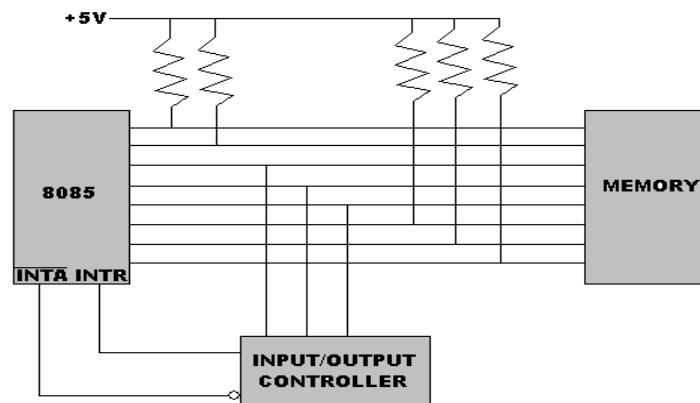 +5V
8085
MEMORY
INTA INTR
INPUT/OUTPUT
CONTROLLER